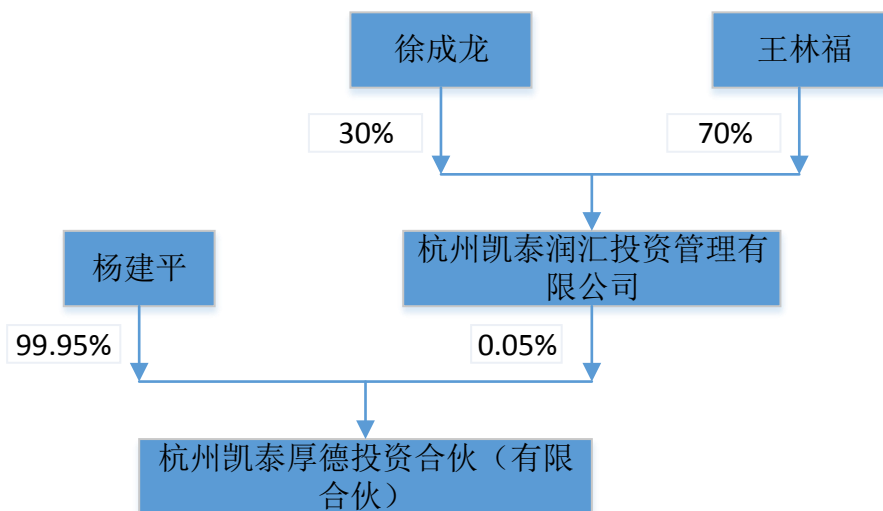 徐成龙
王林福
30%
70%
杨建平
杭州凯泰润汇投资管理有
限公司
99.95%
0.05%
杭州凯泰厚德投资合伙（有限
合伙）